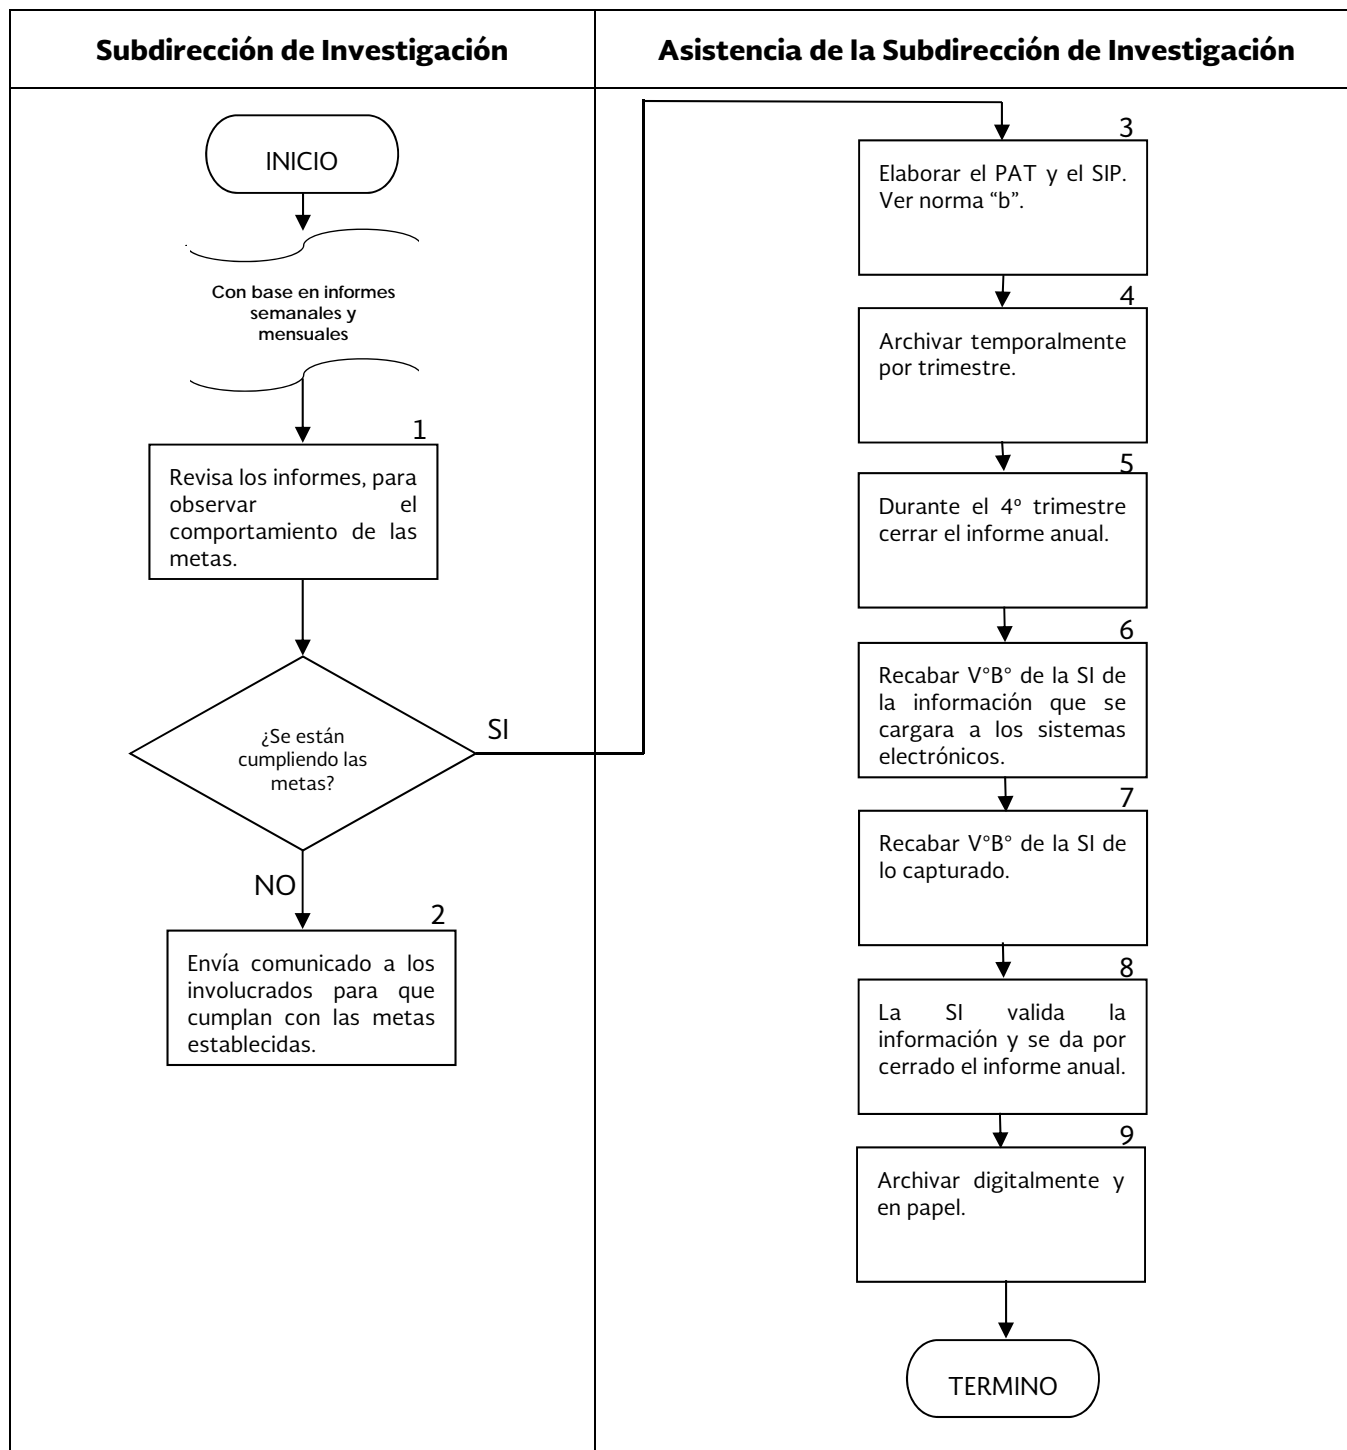 Subdirección de Investigación
Asistencia de la Subdirección de Investigación
INICIO
Con base en informes
semanales y
mensuales
1
Revisa los informes, para
observar el
comportamiento de las
metas.
¿Se están
cumpliendo las
metas?
SI
NO
2
Envía comunicado a los
involucrados para que
cumplan con las metas
establecidas.
3
Elaborar el PAT y el SIP.
Ver norma “b”.
4
Archivar temporalmente
por trimestre.
5
Durante el 4º trimestre
cerrar el informe anual.
6
Recabar V°B° de la SI de
la información que se
cargara a los sistemas
electrónicos.
7
Recabar V°B° de la SI de
lo capturado.
8
La SI valida la
información y se da por
cerrado el informe anual.
9
Archivar digitalmente y
en papel.
TERMINO